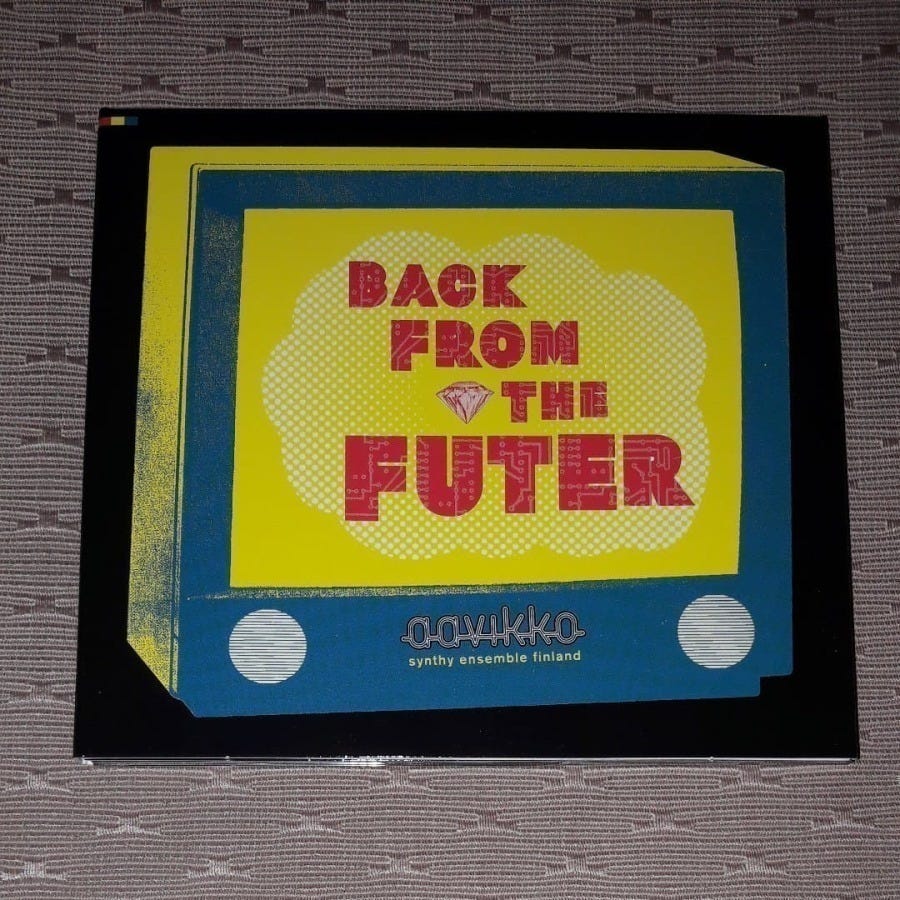 BACK
FROM
THE
FUTER
aavikko
synthy ensemble finland